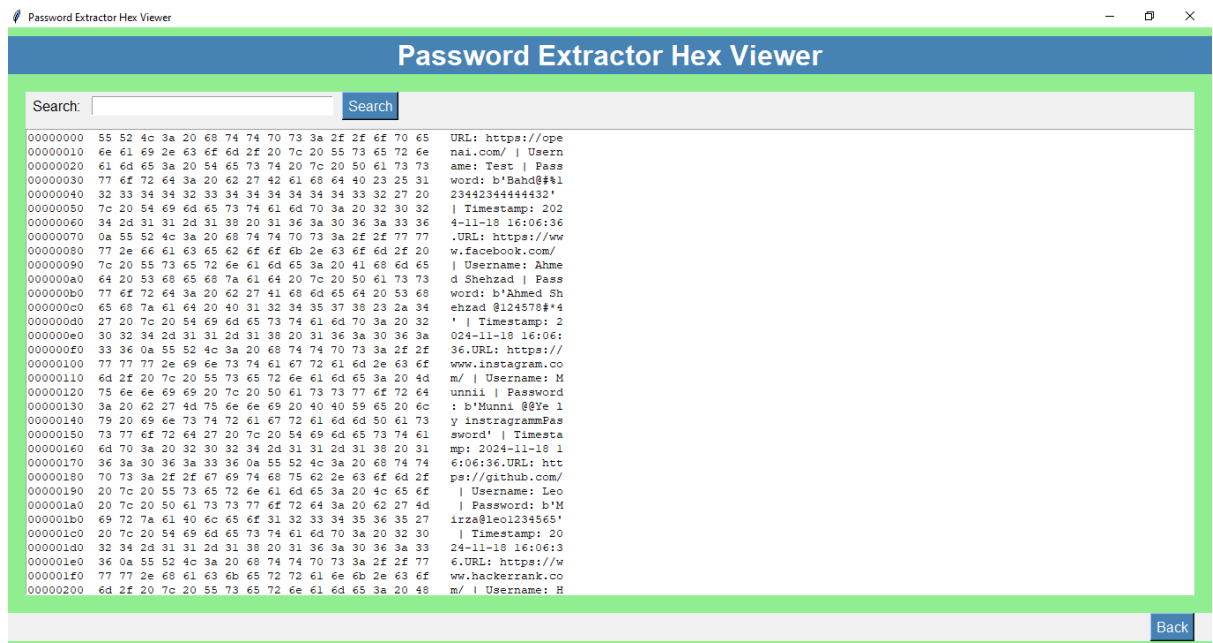 Password Extractor Hex Viewer
Password Extractor Hex Viewer
Search: Search
00000000 55 52 4c 3a 20 68 74 74 70 73 3a 2f 2f 6f 70 65 URL: https://ope
00000010 6e 61 69 2e 63 6f 6d 2f 20 7c 20 55 73 65 72 6e nai.com/ | Usern
00000020 61 6d 65 3a 20 54 65 73 74 20 7c 20 50 61 73 73 ame: Test | Pass
00000030 77 6f 72 64 3a 20 62 27 42 61 68 64 40 23 25 31 word: b'Bahd@#%1
00000040 32 33 34 34 32 33 34 34 34 34 34 34 33 32 27 20 23442344444432'
00000050 7c 20 54 69 6d 65 73 74 61 6d 70 3a 20 32 30 32 | Timestamp: 202
00000060 34 2d 31 31 2d 31 38 20 31 36 3a 30 36 3a 33 36 4-11-18 16:06:36
00000070 0a 55 52 4c 3a 20 68 74 74 70 73 3a 2f 2f 77 77 .URL: https://ww
00000080 77 2e 66 61 63 65 62 6f 6f 6b 2e 63 6f 6d 2f 20 w.facebook.com/
00000090 7c 20 55 73 65 72 6e 61 6d 65 3a 20 41 68 6d 65 | Username: Ahme
000000a0 64 20 53 68 65 68 7a 61 64 20 7c 20 50 61 73 73 d Shehzad | Pass
000000b0 77 6f 72 64 3a 20 62 27 41 68 6d 65 64 20 53 68 word: b'Ahmed Sh
000000c0 65 68 7a 61 64 20 40 31 32 34 35 37 38 23 2a 34 ehzad @124578#*4
000000d0 27 20 7c 20 54 69 6d 65 73 74 61 6d 70 3a 20 32 ' | Timestamp: 2
000000e0 30 32 34 2d 31 31 2d 31 38 20 31 36 3a 30 36 3a 024-11-18 16:06:
000000f0 33 36 0a 55 52 4c 3a 20 68 74 74 70 73 3a 2f 2f 36.URL: https://
00000100 77 77 77 2e 69 6e 73 74 61 67 72 61 6d 2e 63 6f www.instagram.co
00000110 6d 2f 20 7c 20 55 73 65 72 6e 61 6d 65 3a 20 4d m/ | Username: M
00000120 75 6e 6e 69 69 20 7c 20 50 61 73 73 77 6f 72 64 unnii | Password
00000130 3a 20 62 27 4d 75 6e 6e 69 20 40 40 59 65 20 6c : b'Munni @@Ye l
00000140 79 20 69 6e 73 74 72 61 67 72 61 6d 6d 50 61 73 y instragrammPas
00000150 73 77 6f 72 64 27 20 7c 20 54 69 6d 65 73 74 61 sword' | Timesta
00000160 6d 70 3a 20 32 30 32 34 2d 31 31 2d 31 38 20 31 mp: 2024-11-18 1
00000170 36 3a 30 36 3a 33 36 0a 55 52 4c 3a 20 68 74 74 6:06:36.URL: htt
00000180 70 73 3a 2f 2f 67 69 74 68 75 62 2e 63 6f 6d 2f ps://github.com/
00000190 20 7c 20 55 73 65 72 6e 61 6d 65 3a 20 4c 65 6f | Username: Leo
000001a0 20 7c 20 50 61 73 73 77 6f 72 64 3a 20 62 27 4d | Password: b'M
000001b0 69 72 7a 61 40 6c 65 6f 31 32 33 34 35 36 35 27 irza@leo1234565'
000001c0 20 7c 20 54 69 6d 65 73 74 61 6d 70 3a 20 32 30 | Timestamp: 20
000001d0 32 34 2d 31 31 2d 31 38 20 31 36 3a 30 36 3a 33 24-11-18 16:06:3
000001e0 36 0a 55 52 4c 3a 20 68 74 74 70 73 3a 2f 2f 77 6.URL: https://w
000001f0 77 77 2e 68 61 63 6b 65 72 72 61 6e 6b 2e 63 6f ww.hackerrank.co
00000200 6d 2f 20 7c 20 55 73 65 72 6e 61 6d 65 3a 20 48 m/ | Username: H
Back